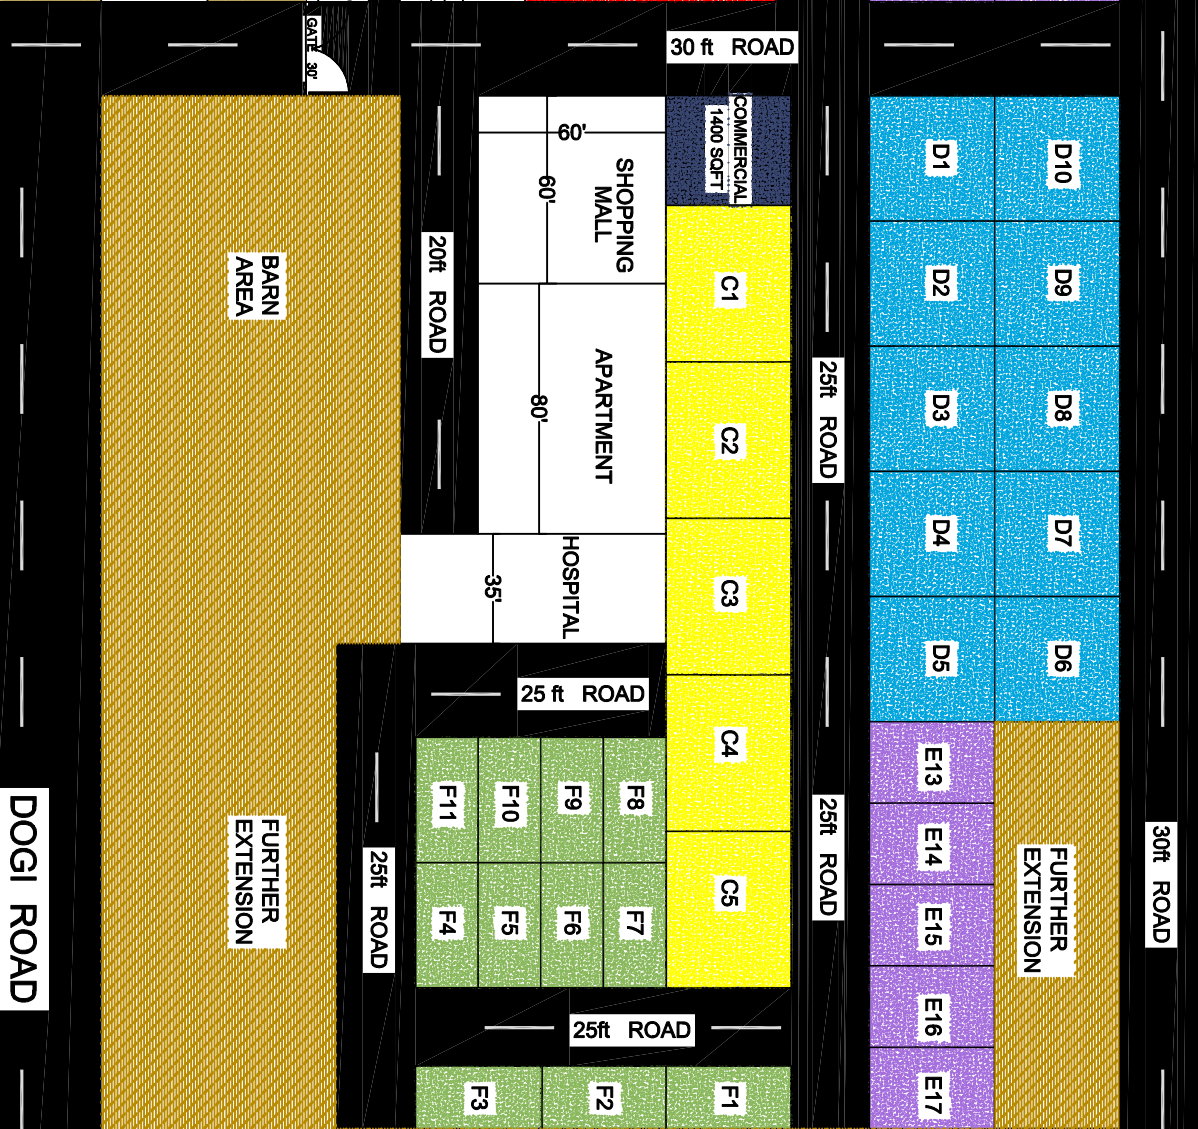 GATE 30'
30 ft ROAD
COMMERCIAL
1400 SQFT
60'
60'
SHOPPING
MALL
20ft ROAD
BARN
AREA
APARTMENT
80'
HOSPITAL
35'
C1
C2
C3
C4
C5
25ft ROAD
25ft ROAD
D1
D10
D2
D9
D3
D8
D4
D7
D5
D6
E13
E14
E15
E16
E17
FURTHER
EXTENSION
30ft ROAD
25 ft ROAD
F11
F10
F9
F8
F4
F5
F6
F7
25ft ROAD
FURTHER
EXTENSION
DOGI ROAD
25ft ROAD
F3
F2
F1